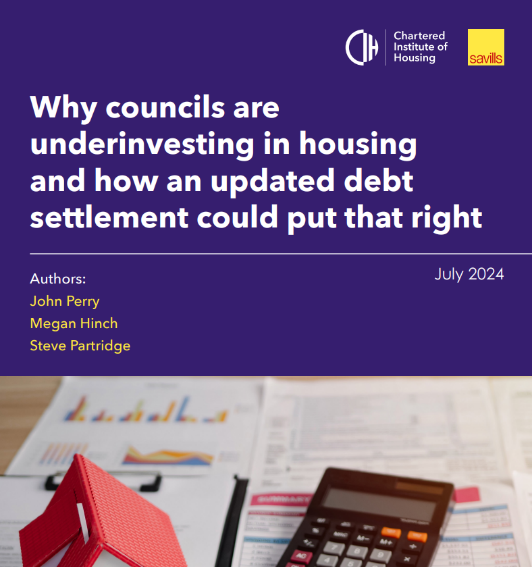 Chartered
Institute of
Housing
savills
Why councils are
underinvesting in housing
and how an updated debt
settlement could put that right
July 2024
Authors:
John Perry
Megan Hinch
Steve Partridge
SUMMARY